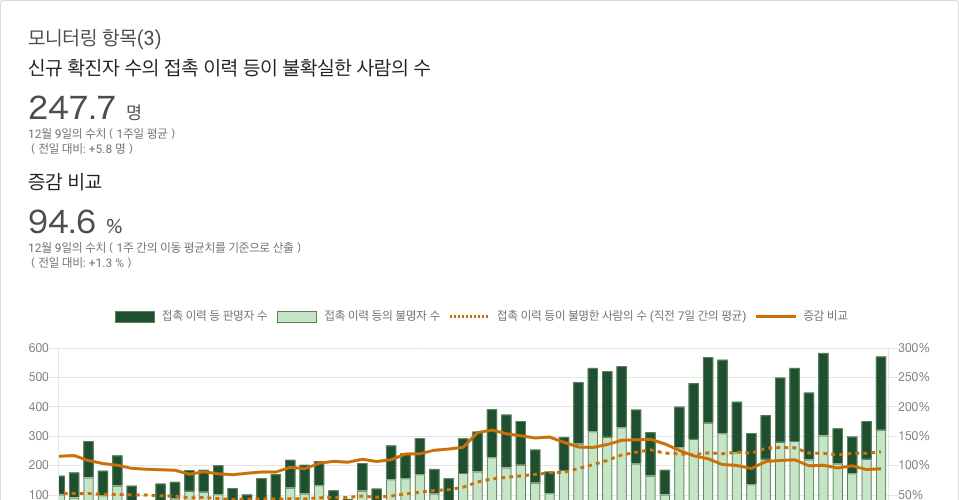 모니터링 항목(3)
신규 확진자 수의 접촉 이력 등이 불확실한 사람의 수
247.7 명
12월 9일의 수치 ( 1주일 평균 )
( 전일 대비: +5.8 명 )
증감 비교
94.6 %
12월 9일의 수치 ( 1주 간의 이동 평균치를 기준으로 산출 )
( 전일 대비: +1.3 % )
접촉 이력 등 판명자 수 접촉 이력 등의 불명자 수 접촉 이력 등이 불명한 사람의 수 (직전 7일 간의 평균) 증감 비교
600 300%
500 250%
400 200%
300 150%
200 100%
100 50%